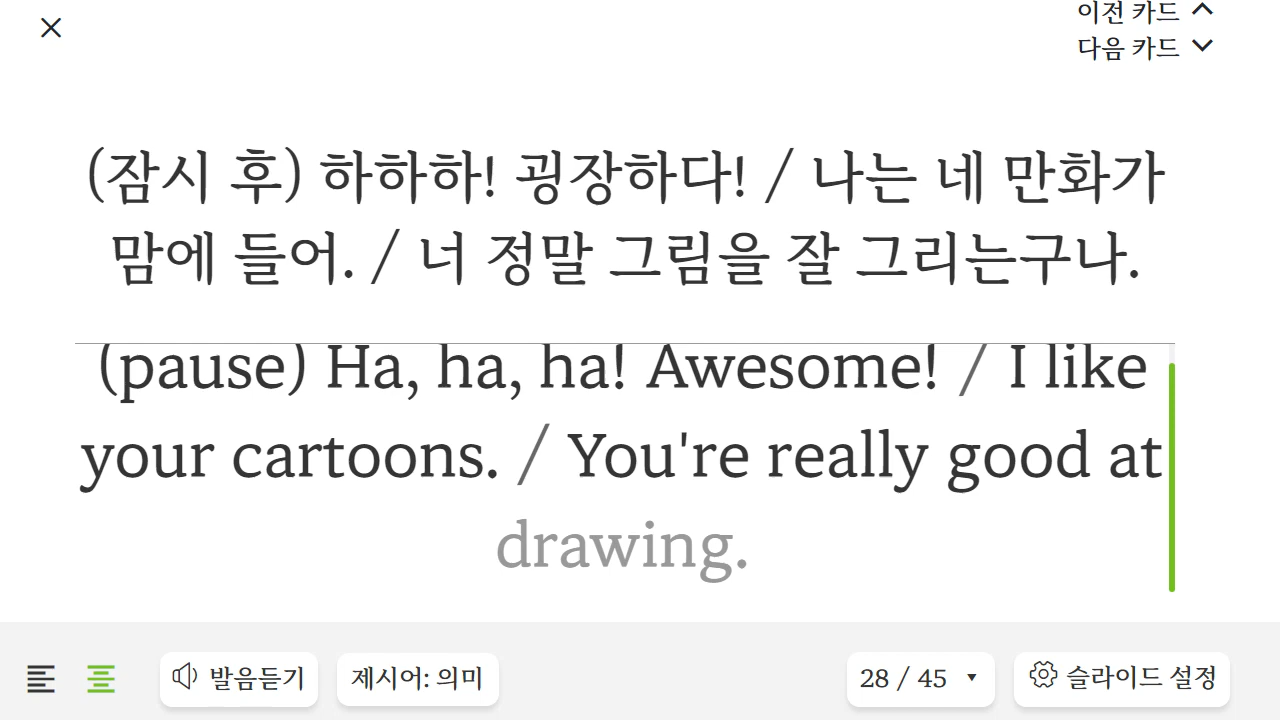 이전 카드
다음 카드
(잠시 후) 하하하! 굉장하다! / 나는 네 만화가
맘에 들어. / 너 정말 그림을 잘 그리는구나.
(pause) Ha, ha, ha! Awesome! / I like
your cartoons. / You're really good at
drawing.
발음듣기 제시어: 의미 28 / 45 슬라이드 설정